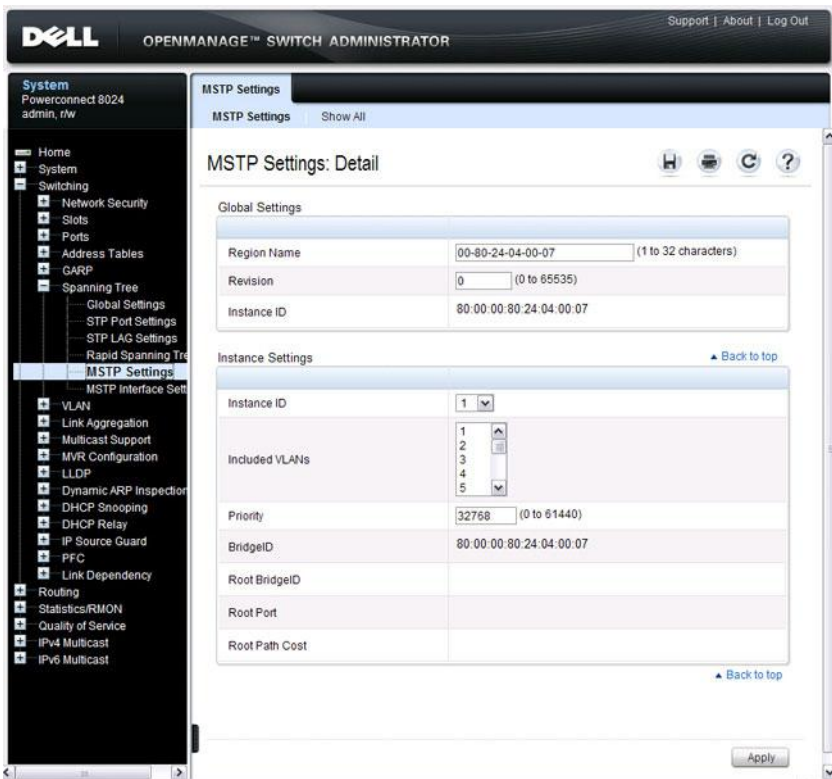 Support | About | Log Out
DELL OPENMANAGE™ SWITCH ADMINISTRATOR
System
Powerconnect 8024
admin, r/w
Home
System
Switching
Network Security
Slots
Ports
Address Tables
GARP
Spanning Tree
Global Settings
STP Port Settings
STP LAG Settings
Rapid Spanning Tre
MSTP Settings
MSTP Interface Sett
VLAN
Link Aggregation
Multicast Support
MVR Configuration
LLDP
Dynamic ARP Inspection
DHCP Snooping
DHCP Relay
IP Source Guard
PFC
Link Dependency
Routing
Statistics/RMON
Quality of Service
IPv4 Multicast
IPv6 Multicast
MSTP Settings
MSTP Settings Show All
MSTP Settings: Detail
?
Global Settings
Region Name 00-80-24-04-00-07 (1 to 32 characters)
Revision 0 (0 to 65535)
Instance ID 80:00:00:80:24:04:00:07
Instance Settings Back to top
Instance ID 1
Included VLANs
1
2
3
4
5
Priority 32768 (0 to 61440)
BridgeID 80:00:00:80:24:04:00:07
Root BridgeID
Root Port
Root Path Cost
Back to top
Apply